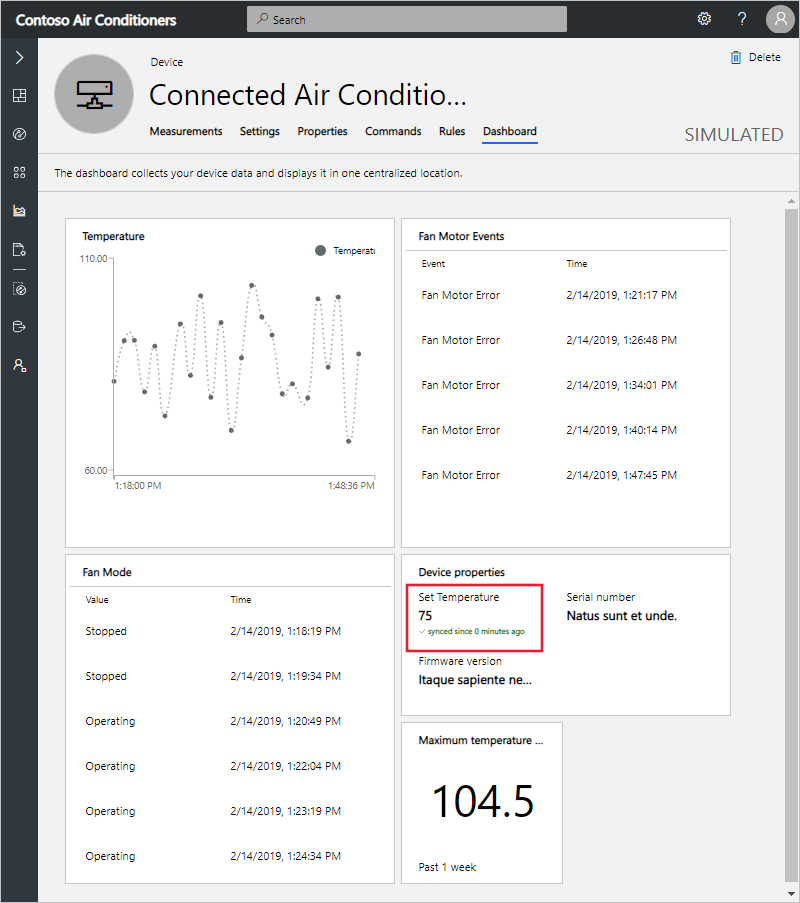 Contoso Air Conditioners
Search
?
Device
Delete
Connected Air Conditio...
Measurements Settings Properties Commands Rules Dashboard
SIMULATED
The dashboard collects your device data and displays it in one centralized location.
Temperature
Temperat
110.00
60.00
1:18:00 PM 1:48:36 PM
Fan Motor Events
Event Time
Fan Motor Error 2/14/2019, 1:21:17 PM
Fan Motor Error 2/14/2019, 1:26:48 PM
Fan Motor Error 2/14/2019, 1:34:01 PM
Fan Motor Error 2/14/2019, 1:40:14 PM
Fan Motor Error 2/14/2019, 1:47:45 PM
Fan Mode
Value Time
Stopped 2/14/2019, 1:18:19 PM
Stopped 2/14/2019, 1:19:34 PM
Operating 2/14/2019, 1:20:49 PM
Operating 2/14/2019, 1:22:04 PM
Operating 2/14/2019, 1:23:19 PM
Operating 2/14/2019, 1:24:34 PM
Device properties
Set Temperature
75
✓ synced since 0 minutes ago
Serial number
Natus sunt et unde.
Firmware version
Itaque sapiente ne...
Maximum temperature ...
104.5
Past 1 week